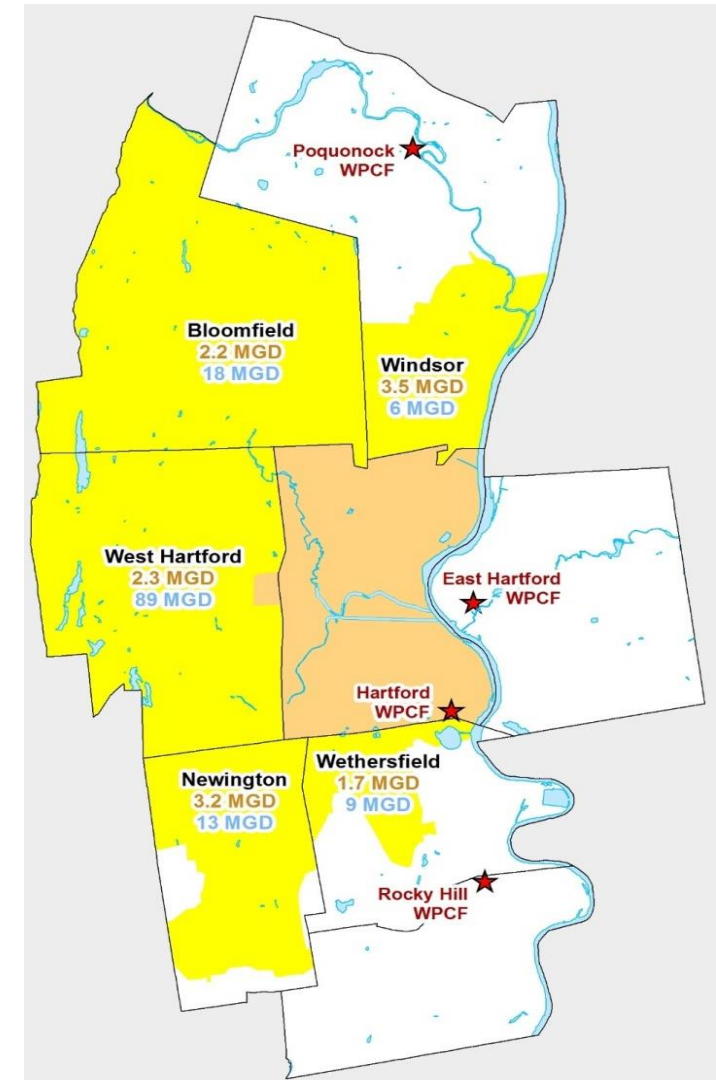 Poquonock
WPCF
Bloomfield
2.2 MGD
18 MGD
Windsor
3.5 MGD
6 MGD
West Hartford
2.3 MGD
89 MGD
East Hartford
WPCF
Hartford
WPCF
Newington
3.2 MGD
13 MGD
Wethersfield
1.7 MGD
9 MGD
Rocky Hill
WPCF